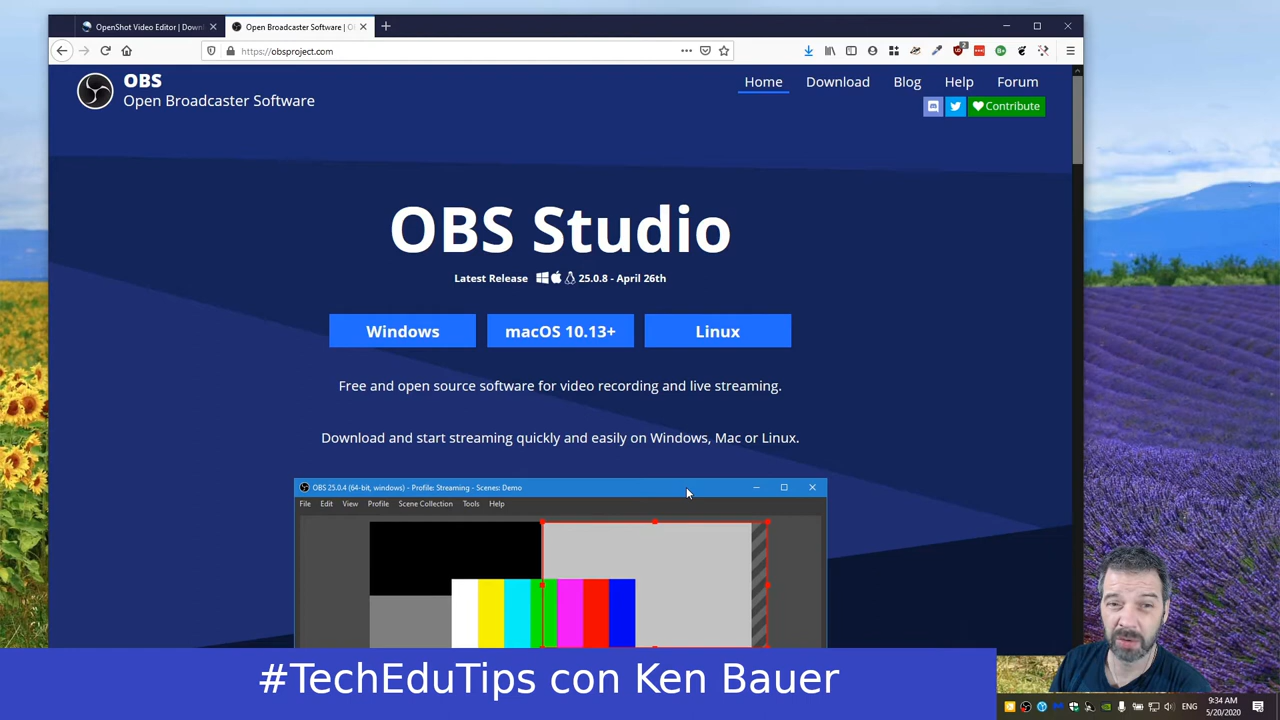 OpenShot Video Editor | Downl
Open Broadcaster Software | O
https://obsproject.com
2
OBS
Open Broadcaster Software
Home
Download
Blog
Help
Forum
Contribute
OBS Studio
Latest Release 25.0.8 - April 26th
Windows
macOS 10.13+
Linux
Free and open source software for video recording and live streaming.
Download and start streaming quickly and easily on Windows, Mac or Linux.
OBS 25.0.4 (64-bit, windows) - Profile: Streaming - Scenes: Demo
File Edit View Profile Scene Collection Tools Help
#TechEduTips con Ken Bauer
ENG
9:34 AM
5/20/2020